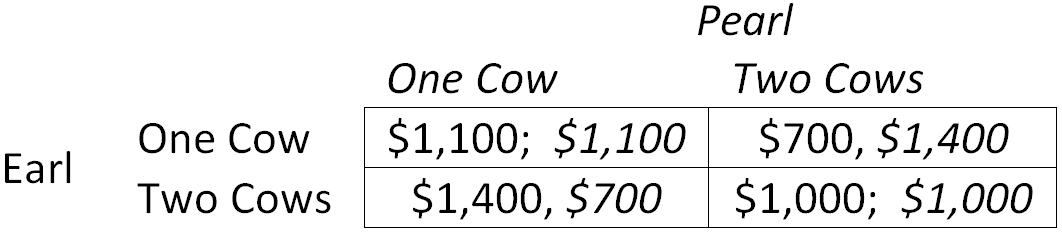 Pearl
One Cow Two Cows
One Cow $1,100; $1,100 $700, $1,400
Earl
Two Cows $1,400, $700 $1,000; $1,000